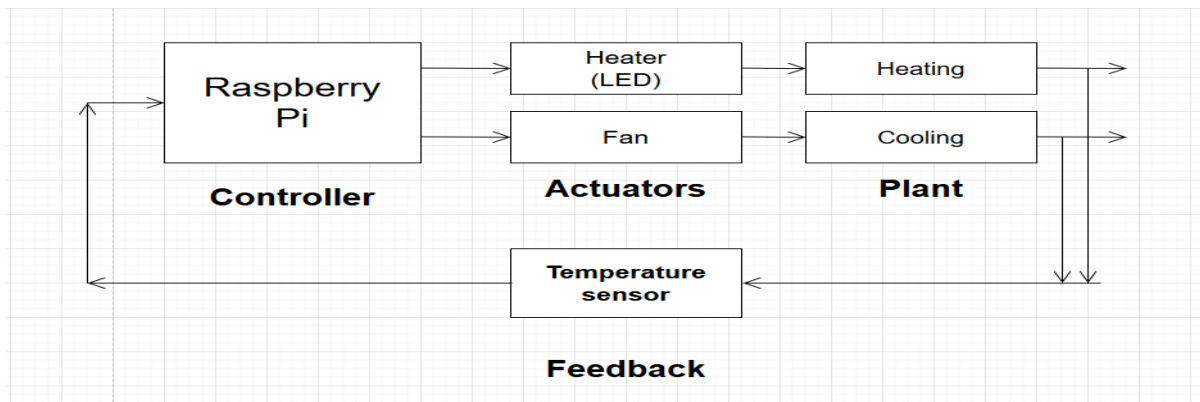 Raspberry
Pi
Heater
(LED)
Heating
Fan
Cooling
Controller
Actuators
Plant
Temperature
sensor
Feedback